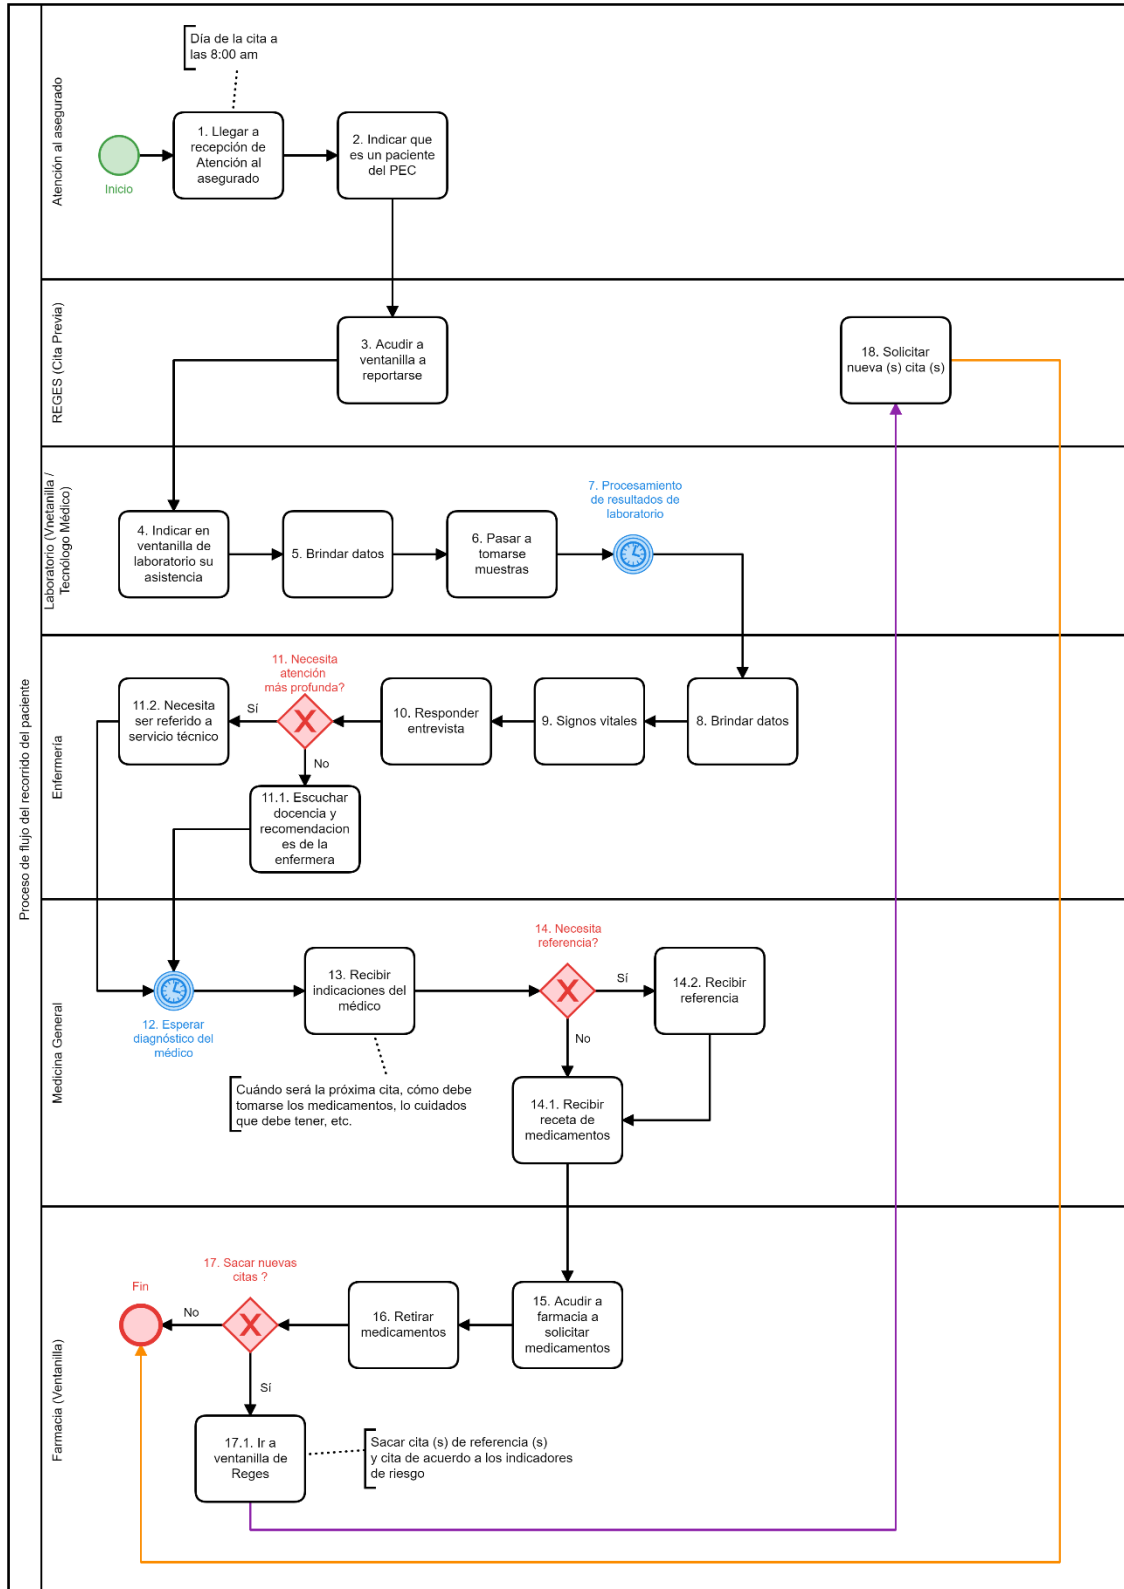 Proceso de flujo del recorrido del paciente
Atención al asegurado
Día de la cita a
las 8:00 am
Inicio
1. Llegar a
recepción de
Atención al
asegurado
2. Indicar que
es un paciente
del PEC
REGES (Cita Previa)
3. Acudir a
ventanilla a
reportarse
18. Solicitar
nueva (s) cita (s)
Laboratorio (Vnetanilla /
Tecnólogo Médico)
4. Indicar en
ventanilla de
laboratorio su
asistencia
5. Brindar datos
6. Pasar a
tomarse
muestras
7. Procesamiento
de resultados de
laboratorio
Enfermería
8. Brindar datos
9. Signos vitales
10. Responder
entrevista
11. Necesita
atención
más profunda?
Sí
No
11.2. Necesita
ser referido a
servicio técnico
11.1. Escuchar
docencia y
recomendacion
es de la
enfermera
Medicina General
12. Esperar
diagnóstico del
médico
13. Recibir
indicaciones del
médico
Cuándo será la próxima cita, cómo debe
tomarse los medicamentos, lo cuidados
que debe tener, etc.
14. Necesita
referencia?
Sí
No
14.2. Recibir
referencia
14.1. Recibir
receta de
medicamentos
Farmacia (Ventanilla)
15. Acudir a
farmacia a
solicitar
medicamentos
16. Retirar
medicamentos
17. Sacar nuevas
citas ?
No
Sí
Fin
17.1. Ir a
ventanilla de
Reges
Sacar cita (s) de referencia (s)
y cita de acuerdo a los indicadores
de riesgo